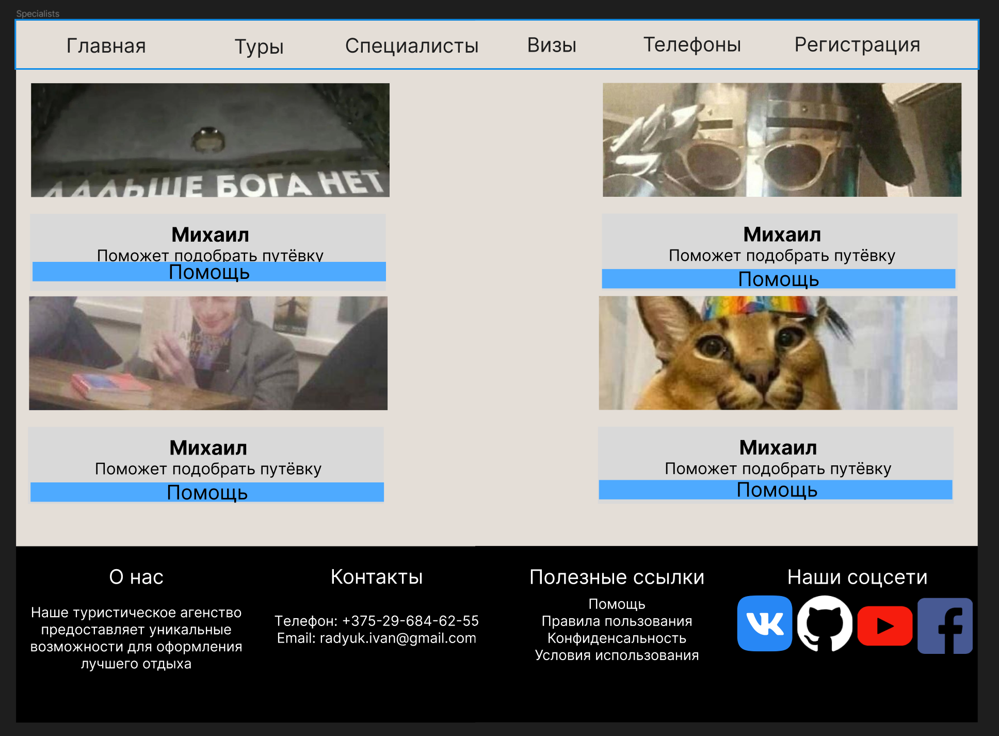 Specialists
Главная Туры Специалисты Визы Телефоны Регистрация
ДАЛЬШЕ БОГА НЕТ
Михаил
Поможет подобрать путёвку
Помощь
Михаил
Поможет подобрать путёвку
Помощь
ANDREW
Михаил
Поможет подобрать путёвку
Помощь
Михаил
Поможет подобрать путёвку
Помощь
О нас
Наше туристическое агенство
предоставляет уникальные
возможности для оформления
лучшего отдыха
Контакты
Телефон: +375-29-684-62-55
Email: radyuk.ivan@gmail.com
Полезные ссылки
Помощь
Правила пользования
Конфиденсальность
Условия использования
Наши соцсети